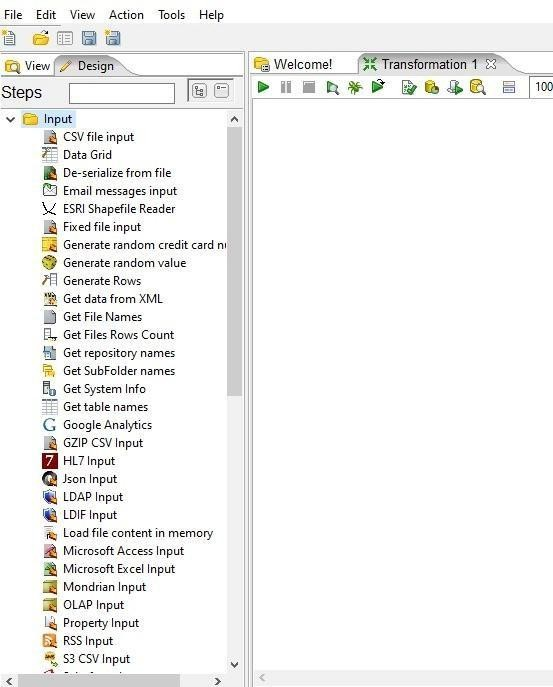 File Edit View Action Tools Help
View Design
Welcome! Transformation 1
Steps
100
Input
CSV file input
Data Grid
De-serialize from file
Email messages input
ESRI Shapefile Reader
Fixed file input
Generate random credit card
Generate random value
Generate Rows
Get data from XML
Get File Names
Get Files Rows Count
Get repository names
Get SubFolder names
Get System Info
Get table names
Google Analytics
GZIP CSV Input
HL7 Input
Json Input
LDAP Input
LDIF Input
Load file content in memory
Microsoft Access Input
Microsoft Excel Input
Mondrian Input
OLAP Input
Property Input
RSS Input
S3 CSV Input